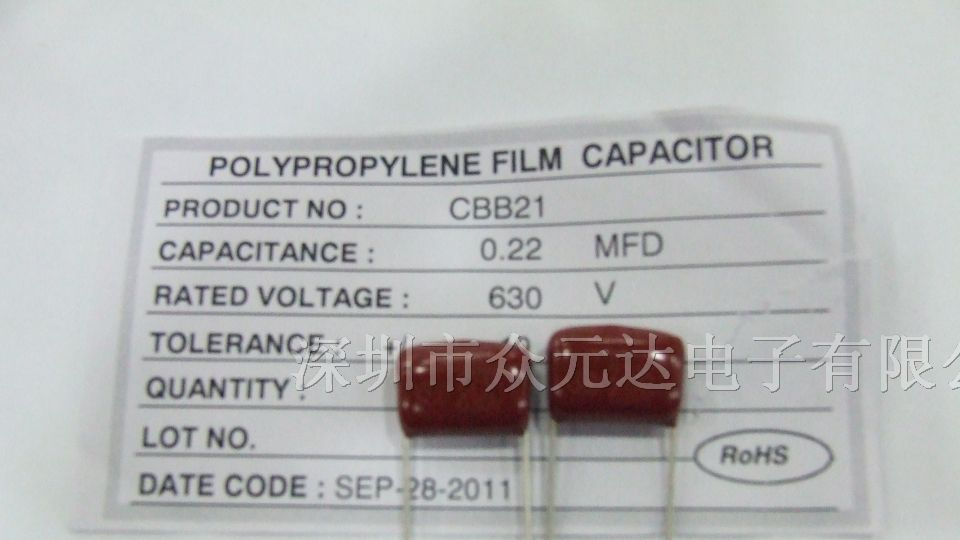 POLYPROPYLENE FILM CAPACITOR
PRODUCT NO : CBB21
CAPACITANCE : 0.22 MFD
RATED VOLTAGE : 630 V
TOLERANCE
深圳市众元达电子有限公
QUANTITY :
LOT NO.
RoHS
DATE CODE : SEP-28-2011